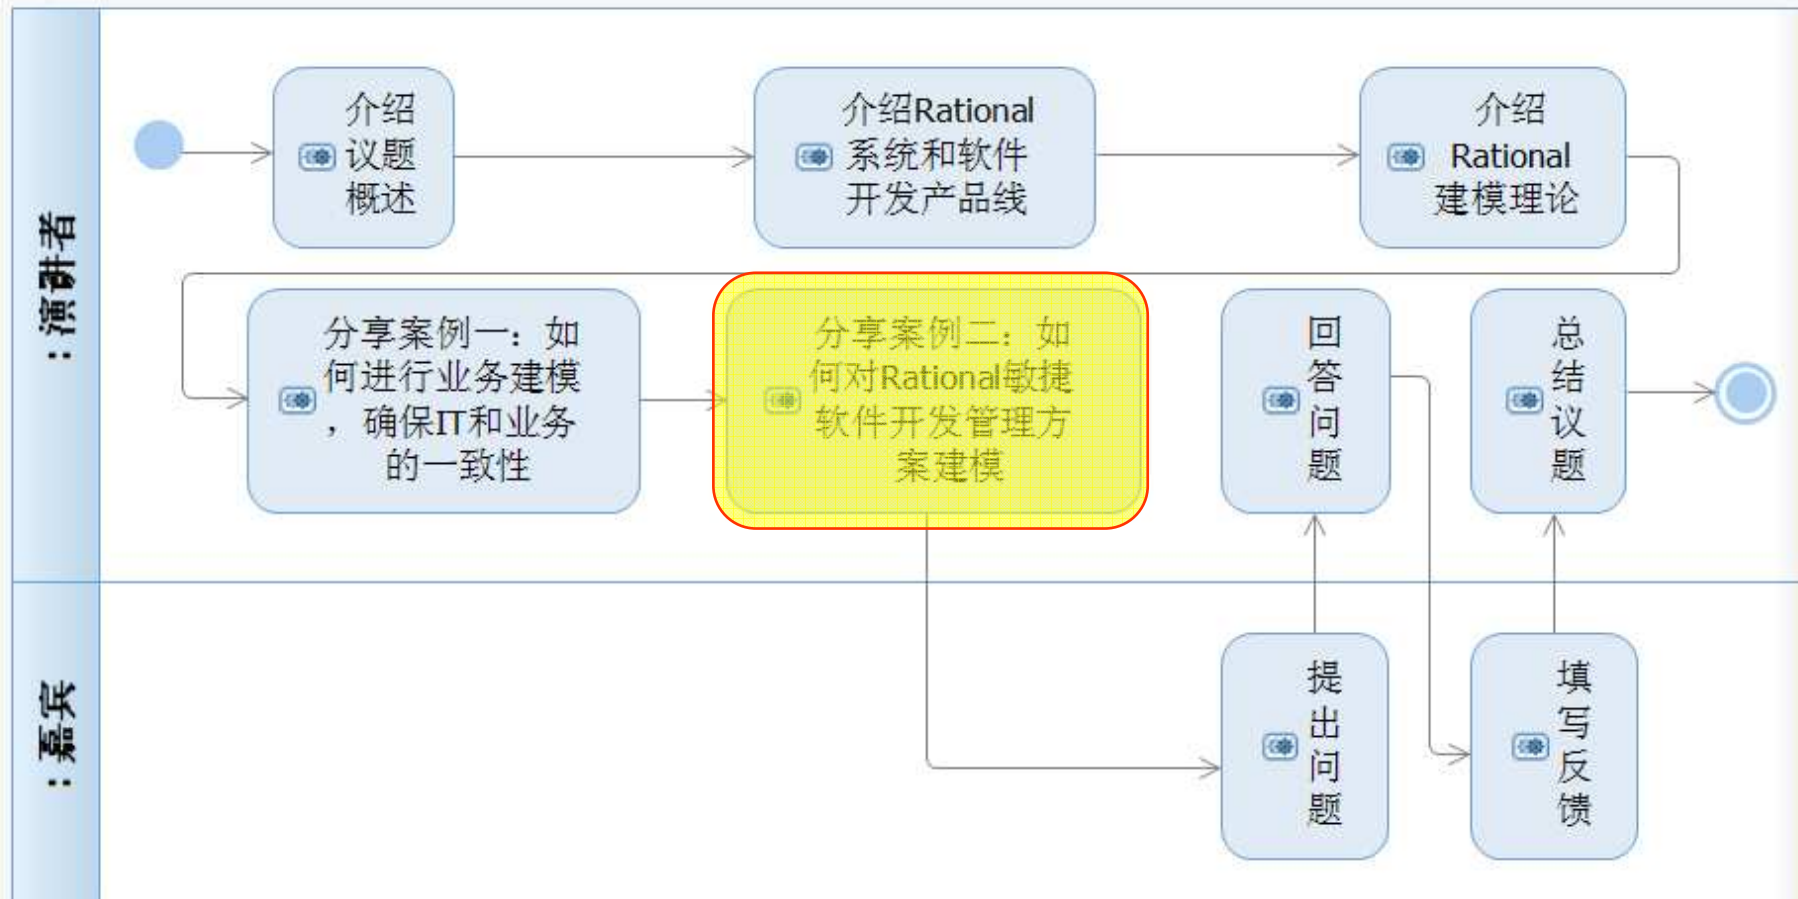 :演讲者
介绍
议题
概述
介绍Rational
系统和软件
开发产品线
介绍
Rational
建模理论
分享案例一：如
何进行业务建模
，确保IT和业务
的一致性
分享案例二：如
何对Rational敏捷
软件开发管理方
案建模
回
答
问
题
总
结
议
题
:嘉宾
提
出
问
题
填
写
反
馈